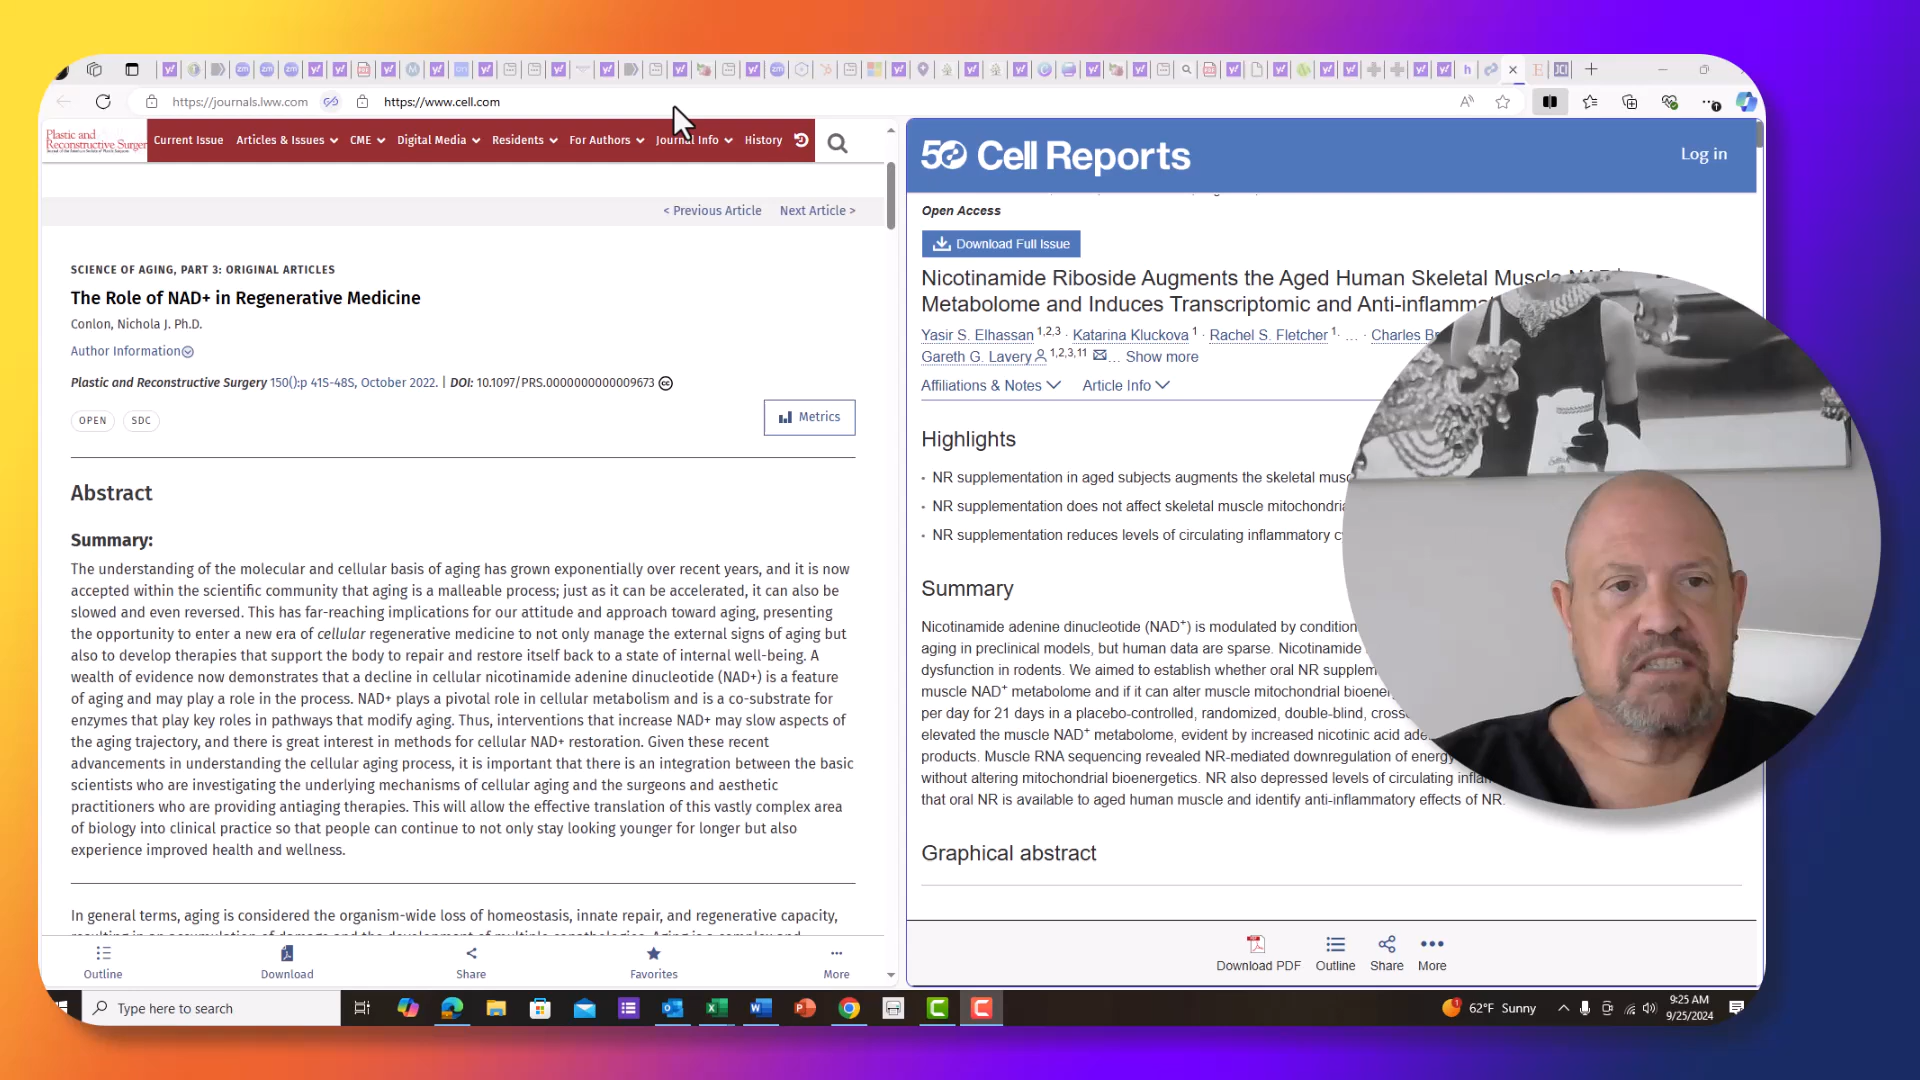 https://journals.lww.com
https://www.cell.com
Plastic and
Reconstructive Surgery
Current Issue
Articles & Issues
CME
Digital Media
Residents
For Authors
Journal Info
History
< Previous Article
Next Article >
SCIENCE OF AGING, PART 3: ORIGINAL ARTICLES
The Role of NAD+ in Regenerative Medicine
Conlon, Nichola J. Ph.D.
Author Information
Plastic and Reconstructive Surgery 150():p 41S-48S, October 2022. | DOI: 10.1097/PRS.0000000000009673
OPEN
SDC
Metrics
Abstract
Summary:
The understanding of the molecular and cellular basis of aging has grown exponentially over recent years, and it is now
accepted within the scientific community that aging is a malleable process; just as it can be accelerated, it can also be
slowed and even reversed. This has far-reaching implications for our attitude and approach toward aging, presenting
the opportunity to enter a new era of cellular regenerative medicine to not only manage the external signs of aging but
also to develop therapies that support the body to repair and restore itself back to a state of internal well-being. A
wealth of evidence now demonstrates that a decline in cellular nicotinamide adenine dinucleotide (NAD+) is a feature
of aging and may play a role in the process. NAD+ plays a pivotal role in cellular metabolism and is a co-substrate for
enzymes that play key roles in pathways that modify aging. Thus, interventions that increase NAD+ may slow aspects of
the aging trajectory, and there is great interest in methods for cellular NAD+ restoration. Given these recent
advancements in understanding the cellular aging process, it is important that there is an integration between the basic
scientists who are investigating the underlying mechanisms of cellular aging and the surgeons and aesthetic
practitioners who are providing antiaging therapies. This will allow the effective translation of this vastly complex area
of biology into clinical practice so that people can continue to not only stay looking younger for longer but also
experience improved health and wellness.
In general terms, aging is considered the organism-wide loss of homeostasis, innate repair, and regenerative capacity,
Outline
Download
Share
Favorites
More
50 Cell Reports
Log in
Open Access
Download Full Issue
Nicotinamide Riboside Augments the Aged Human Skeletal Muscle NAD+
Metabolome and Induces Transcriptomic and Anti-inflammat
Yasir S. Elhassan 1,2,3 · Katarina Kluckova 1 · Rachel S. Fletcher 1 · ... · Charles Br
Gareth G. Lavery 1,2,3,11 ... Show more
Affiliations & Notes
Article Info
Highlights
• NR supplementation in aged subjects augments the skeletal musc
• NR supplementation does not affect skeletal muscle mitochondria
• NR supplementation reduces levels of circulating inflammatory c
Summary
Nicotinamide adenine dinucleotide (NAD+) is modulated by condition
aging in preclinical models, but human data are sparse. Nicotinamide
dysfunction in rodents. We aimed to establish whether oral NR supplem
muscle NAD+ metabolome and if it can alter muscle mitochondrial bioener
per day for 21 days in a placebo-controlled, randomized, double-blind, cross
elevated the muscle NAD+ metabolome, evident by increased nicotinic acid ade
products. Muscle RNA sequencing revealed NR-mediated downregulation of energy
without altering mitochondrial bioenergetics. NR also depressed levels of circulating infla
that oral NR is available to aged human muscle and identify anti-inflammatory effects of NR.
Graphical abstract
Download PDF
Outline
Share
More
Type here to search
62°F Sunny
9:25 AM
9/25/2024